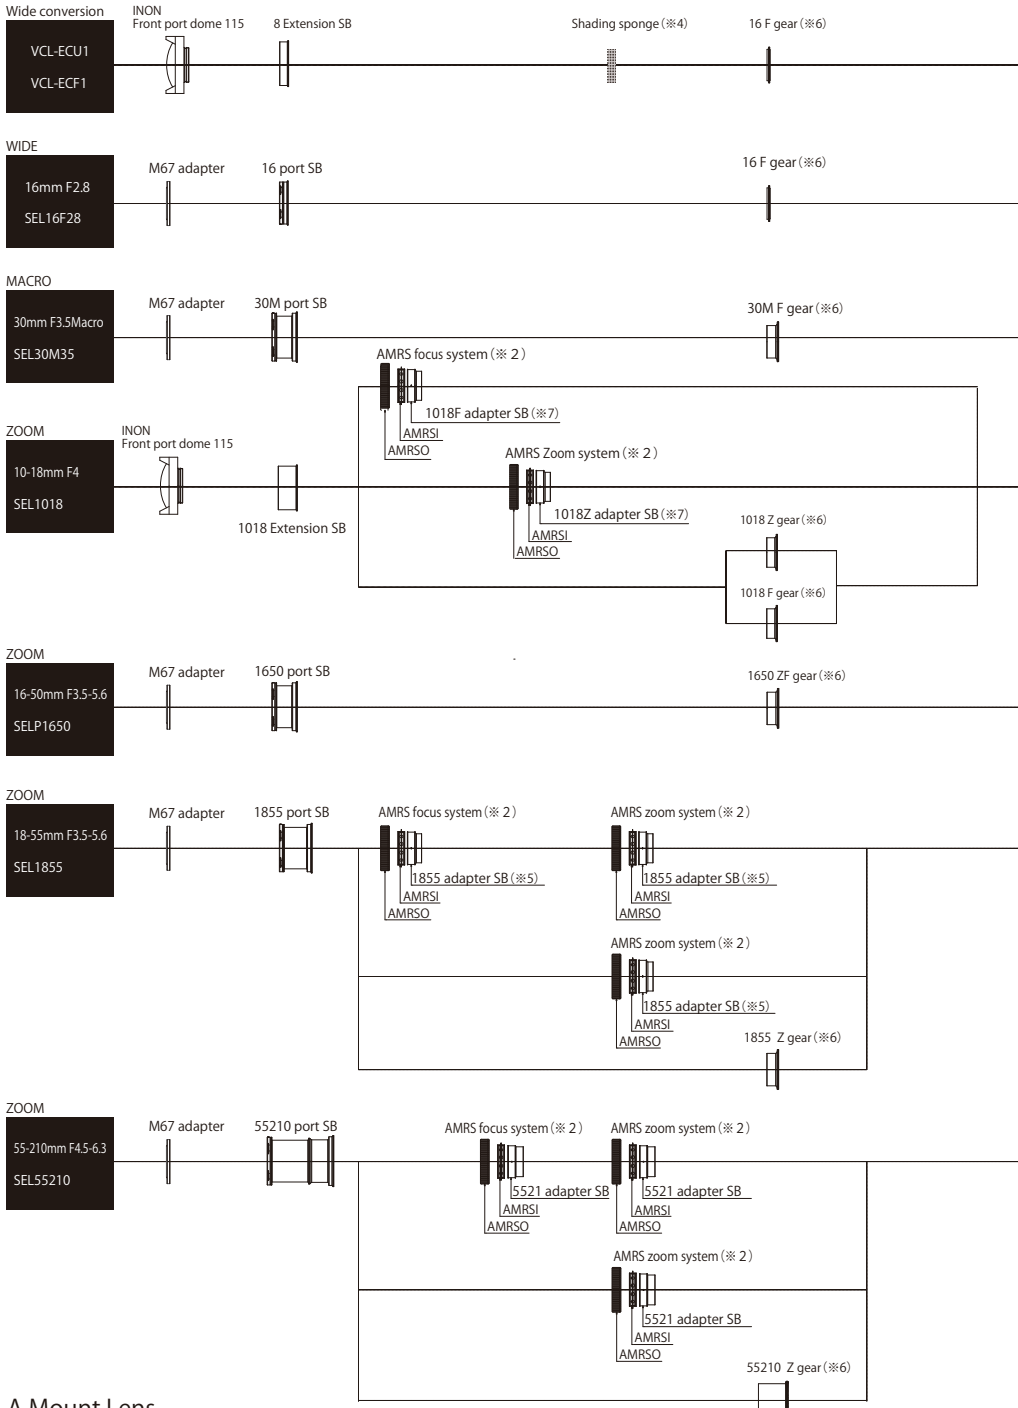 Wide conversion
VCL-ECU1
VCL-ECF1
INON
Front port dome 115
8 Extension SB
Shading sponge (※4)
16 F gear (※6)
WIDE
16mm F2.8
SEL16F28
M67 adapter
16 port SB
16 F gear (※6)
MACRO
30mm F3.5Macro
SEL30M35
M67 adapter
30M port SB
30M F gear (※6)
AMRS focus system (※ 2)
1018F adapter SB (※7)
AMRSI
AMRSO
ZOOM
10-18mm F4
SEL1018
INON
Front port dome 115
1018 Extension SB
AMRS Zoom system (※ 2)
1018Z adapter SB (※7)
AMRSI
AMRSO
1018 Z gear (※6)
1018 F gear (※6)
ZOOM
16-50mm F3.5-5.6
SELP1650
M67 adapter
1650 port SB
1650 ZF gear (※6)
ZOOM
18-55mm F3.5-5.6
SEL1855
M67 adapter
1855 port SB
AMRS focus system (※ 2)
1855 adapter SB (※5)
AMRSI
AMRSO
AMRS zoom system (※ 2)
1855 adapter SB (※5)
AMRSI
AMRSO
AMRS zoom system (※ 2)
1855 adapter SB (※5)
AMRSI
AMRSO
1855 Z gear (※6)
ZOOM
55-210mm F4.5-6.3
SEL55210
M67 adapter
55210 port SB
AMRS focus system (※ 2)
5521 adapter SB
AMRSI
AMRSO
AMRS zoom system (※ 2)
5521 adapter SB
AMRSI
AMRSO
AMRS zoom system (※ 2)
5521 adapter SB
AMRSI
AMRSO
55210 Z gear (※6)
A Mount Lens